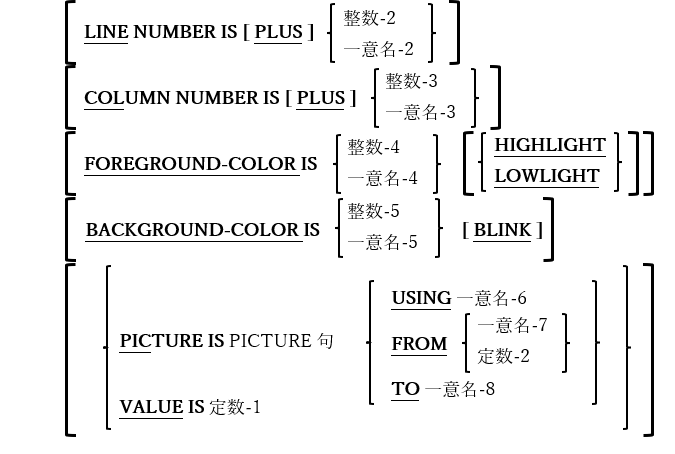 LINE NUMBER IS [ PLUS ] { 整数-2
一意名-2 }
COLUMN NUMBER IS [ PLUS ] { 整数-3
一意名-3 }
FOREGROUND-COLOR IS { 整数-4
一意名-4 } [ { HIGHLIGHT
LOWLIGHT } ]
BACKGROUND-COLOR IS { 整数-5
一意名-5 } [ BLINK ]
PICTURE IS PICTURE 句
USING 一意名-6
FROM { 一意名-7
定数-2 }
TO 一意名-8
VALUE IS 定数-1